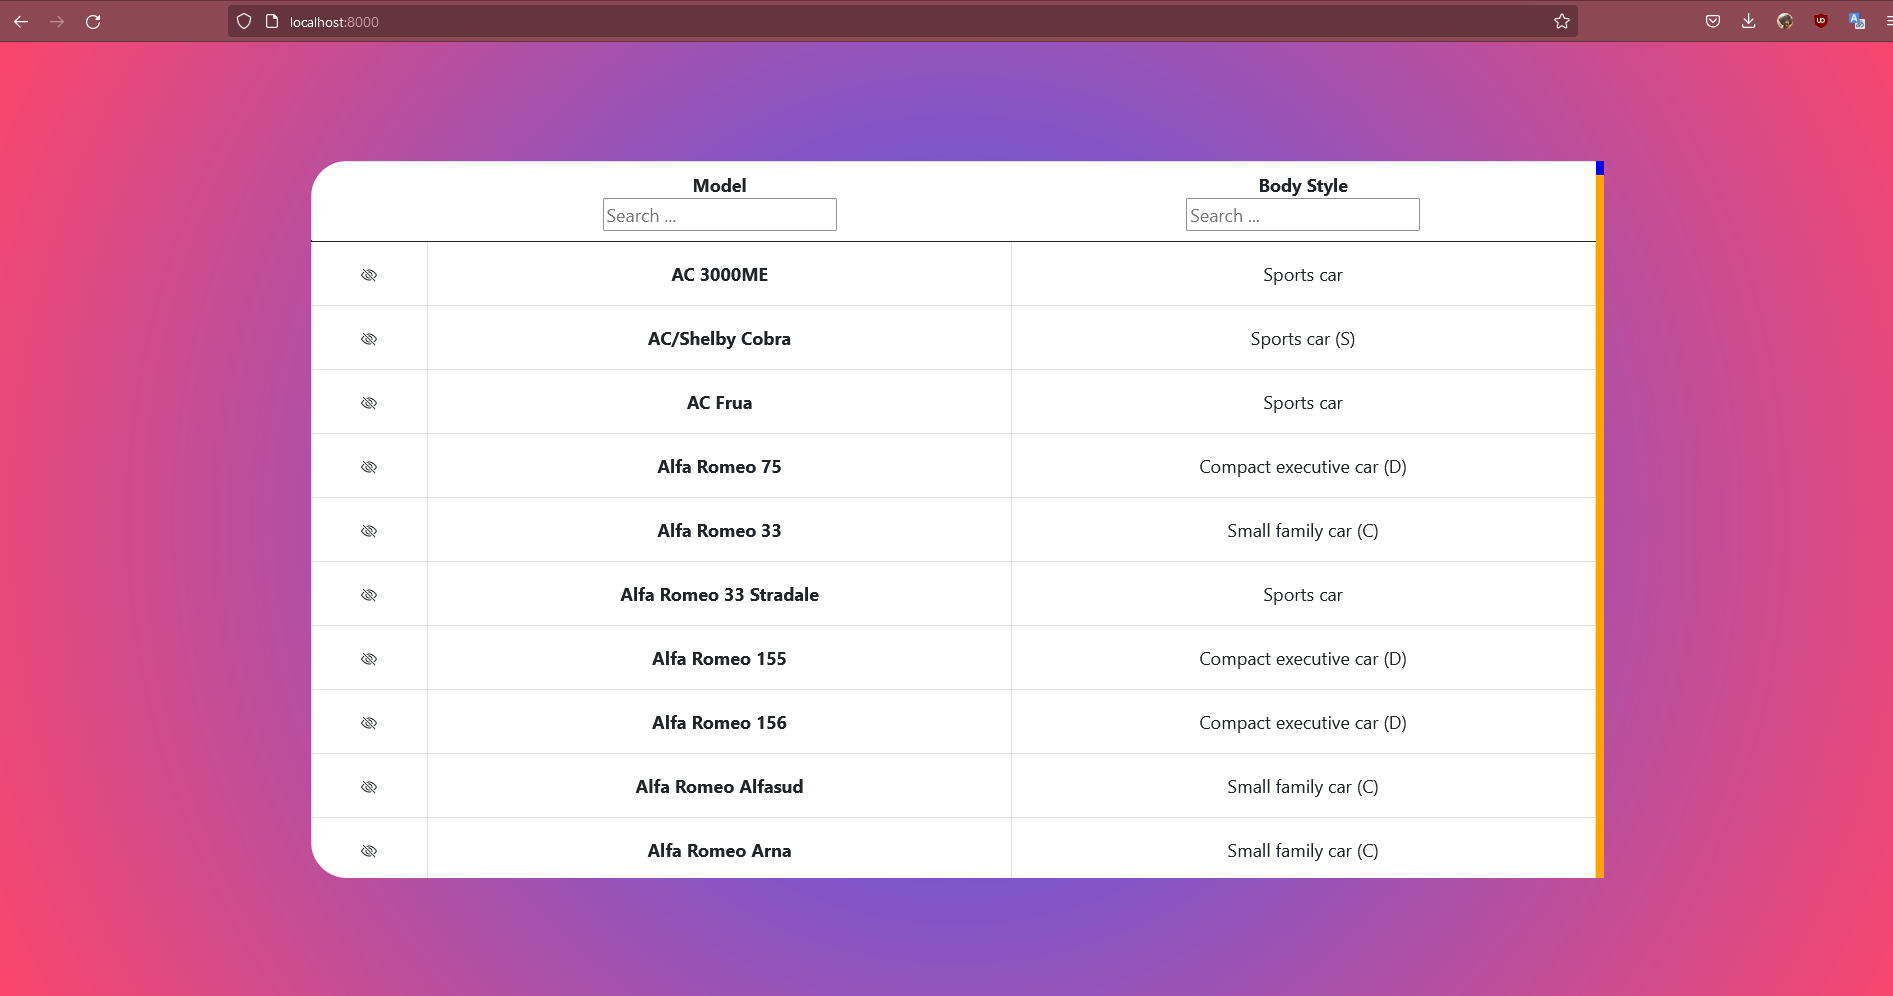 localhost:8000
Model Body Style
Search ... Search ...
AC 3000ME Sports car
AC/Shelby Cobra Sports car (S)
AC Frua Sports car
Alfa Romeo 75 Compact executive car (D)
Alfa Romeo 33 Small family car (C)
Alfa Romeo 33 Stradale Sports car
Alfa Romeo 155 Compact executive car (D)
Alfa Romeo 156 Compact executive car (D)
Alfa Romeo Alfasud Small family car (C)
Alfa Romeo Arna Small family car (C)